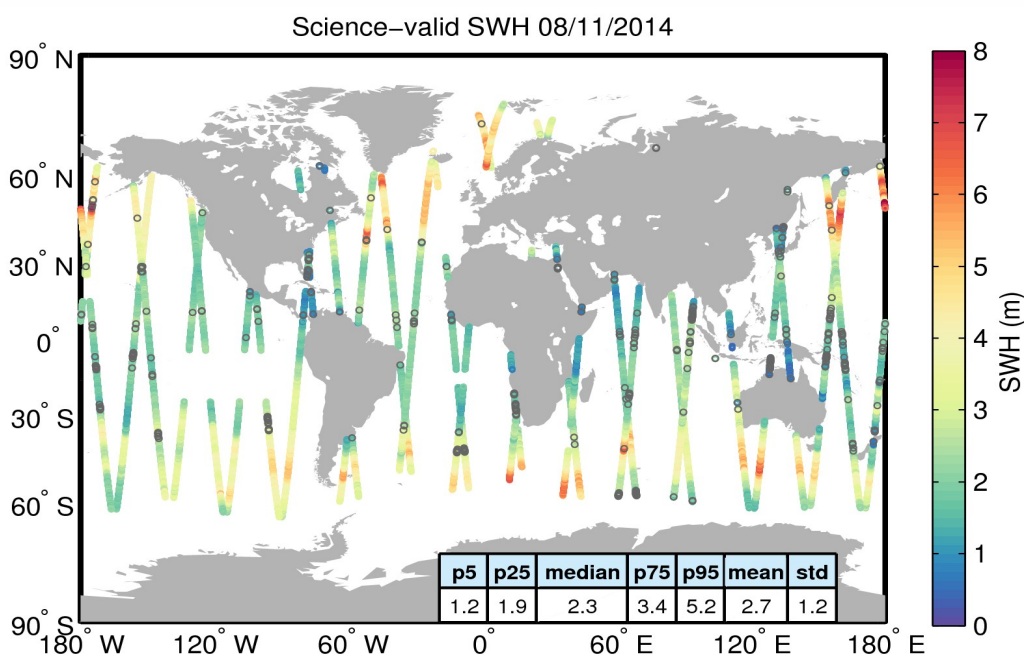 Science−valid SWH 08/11/2014
90° N
60° N
30° N
0°
30° S
60° S
90° S
180° W
120° W
60° W
0°
60° E
120° E
180° E
p5 p25 median p75 p95 mean std
1.2 1.9 2.3 3.4 5.2 2.7 1.2
8
7
6
5
4
3
2
1
0
SWH (m)